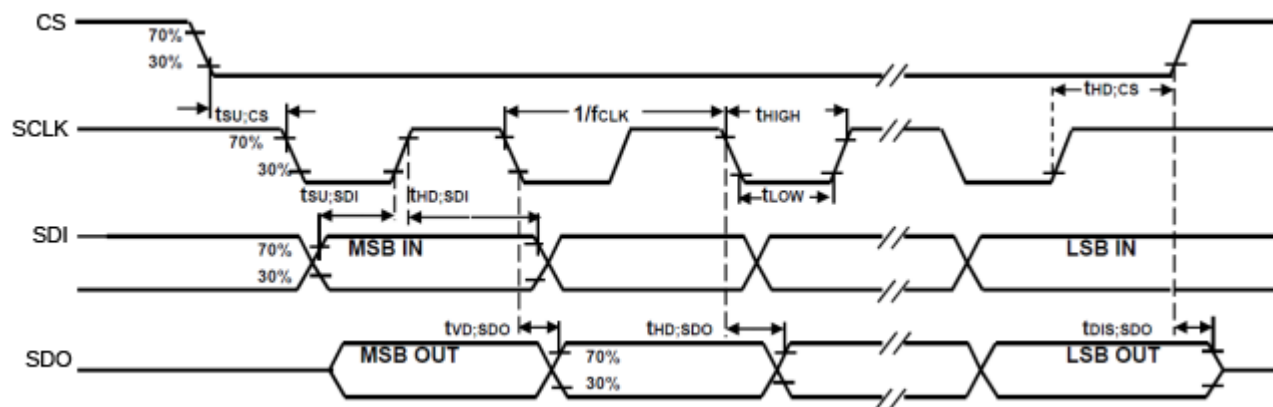 CS
70%
30%
tSU;CS
1/fCLK
tHIGH
tHD;CS
SCLK
70%
30%
tSU;SDI
tHD;SDI
tLOW
SDI
70%
30%
MSB IN
LSB IN
tVD;SDO
tHD;SDO
tDIS;SDO
SDO
MSB OUT
70%
30%
LSB OUT